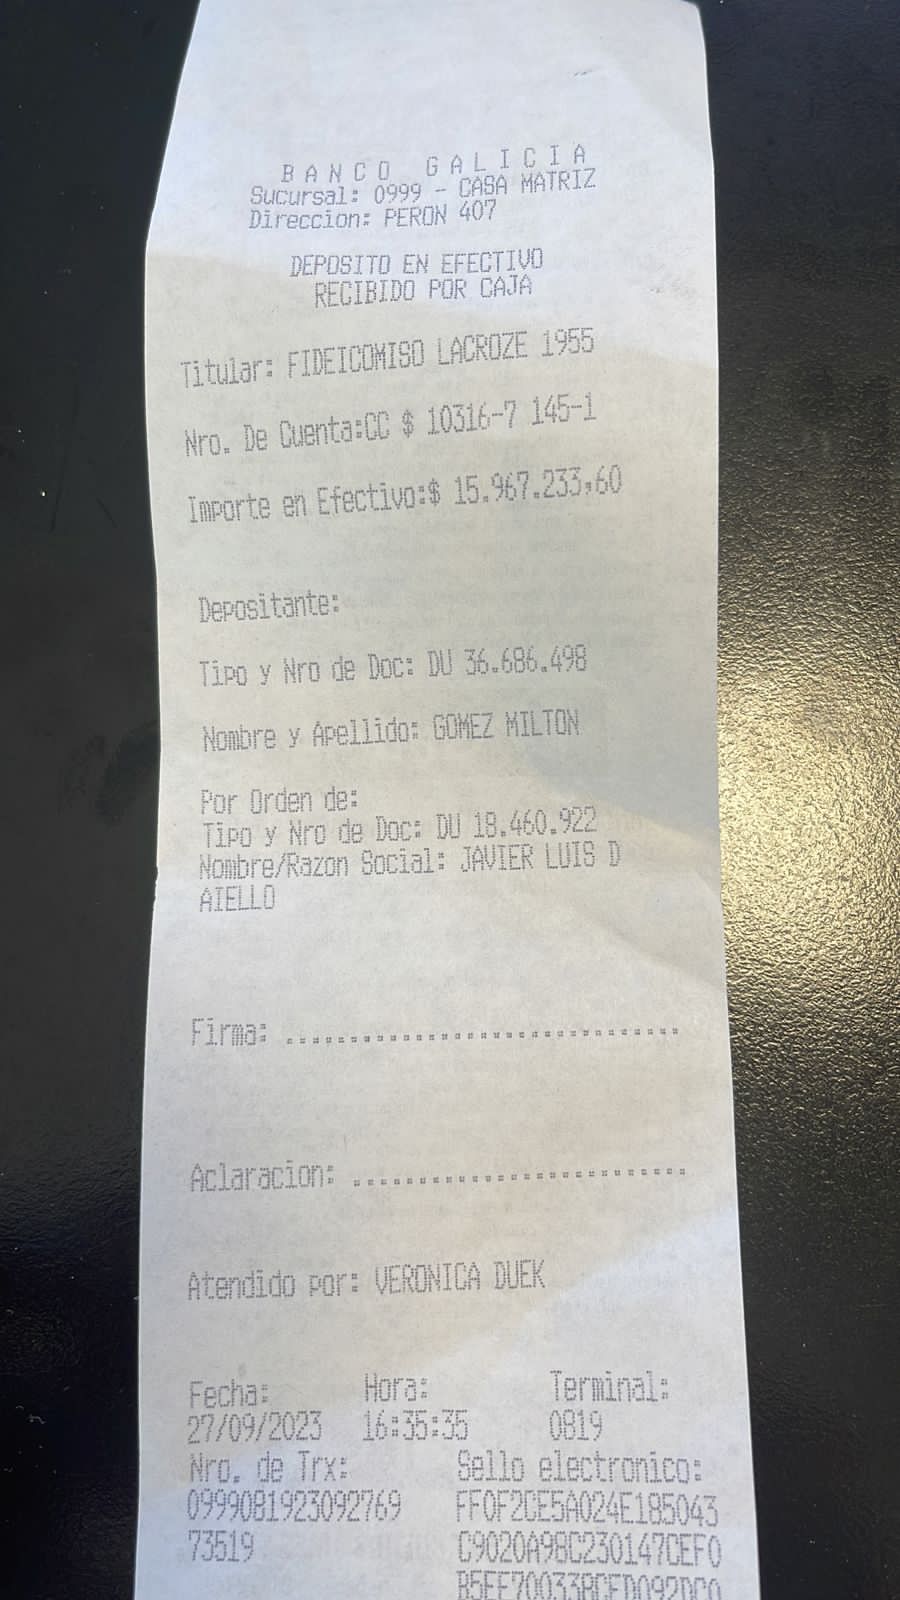 BANCO GALICIA
Sucursal: 0999 - CASA MATRIZ
Direccion: PERON 407
DEPOSITO EN EFECTIVO
RECIBIDO POR CAJA
Titular: FIDEICOMISO LACROZE 1955
Nro. De Cuenta:CC $ 10316-7 145-1
Importe en Efectivo:$ 15.967.233,60
Depositante:
Tipo y Nro de Doc: DU 36.686.498
Nombre y Apellido: GOMEZ MILTON
Por Orden de:
Tipo y Nro de Doc: DU 18.460.922
Nombre/Razon Social: JAVIER LUIS D
AIELLO
Firma: ..............................
Aclaracion: ..........................
Atendido por: VERONICA DUEK
Fecha: Hora: Terminal:
27/09/2023 16:35:35 0819
Nro. de Trx: Sello electronico:
0999081923092769 FF0F2CE5A024E185043
73519 C9020A98C230147CEF0